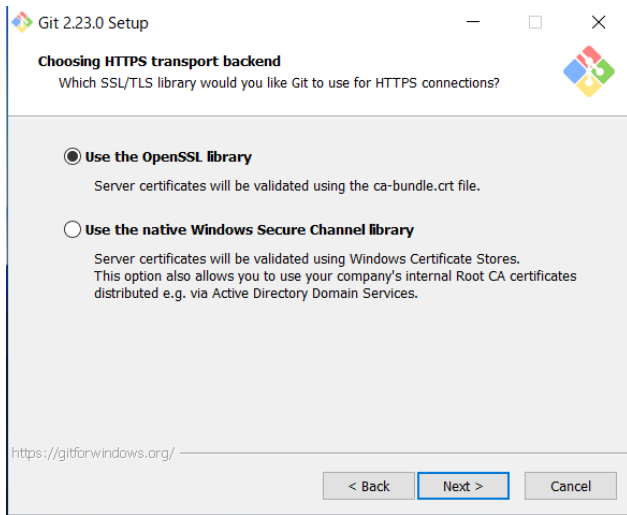 Git 2.23.0 Setup
Choosing HTTPS transport backend
Which SSL/TLS library would you like Git to use for HTTPS connections?
Use the OpenSSL library
Server certificates will be validated using the ca-bundle.crt file.
Use the native Windows Secure Channel library
Server certificates will be validated using Windows Certificate Stores.
This option also allows you to use your company's internal Root CA certificates
distributed e.g. via Active Directory Domain Services.
https://gitforwindows.org/
< Back Next > Cancel